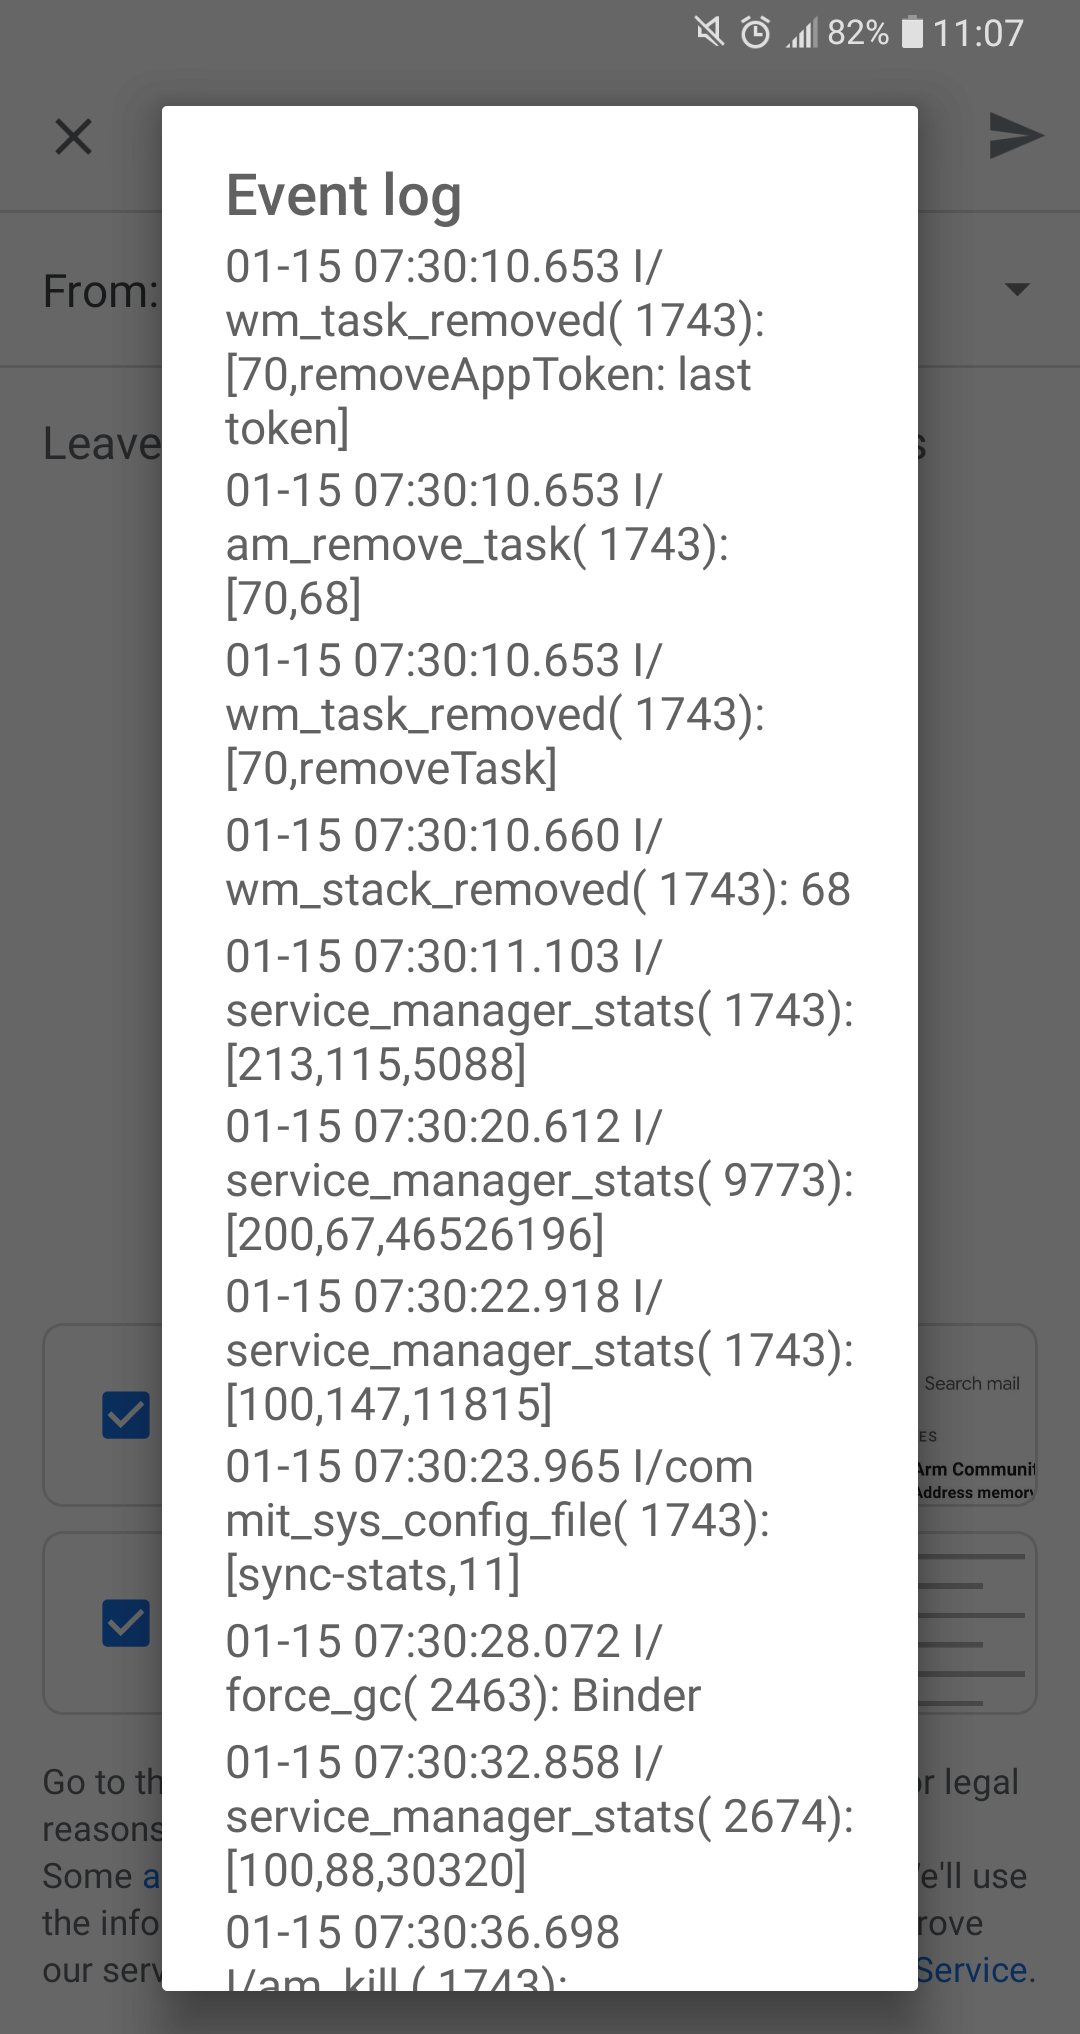 82% 11:07
Event log
01-15 07:30:10.653 I/
wm_task_removed( 1743):
[70,removeAppToken: last
token]
01-15 07:30:10.653 I/
am_remove_task( 1743):
[70,68]
01-15 07:30:10.653 I/
wm_task_removed( 1743):
[70,removeTask]
01-15 07:30:10.660 I/
wm_stack_removed( 1743): 68
01-15 07:30:11.103 I/
service_manager_stats( 1743):
[213,115,5088]
01-15 07:30:20.612 I/
service_manager_stats( 9773):
[200,67,46526196]
01-15 07:30:22.918 I/
service_manager_stats( 1743):
[100,147,11815]
01-15 07:30:23.965 I/com
mit_sys_config_file( 1743):
[sync-stats,11]
01-15 07:30:28.072 I/
force_gc( 2463): Binder
01-15 07:30:32.858 I/
service_manager_stats( 2674):
[100,88,30320]
01-15 07:30:36.698
I/am_kill ( 1743):
From:
Leave
Search mail
ES
Arm Communit
Address memory
Go to th
r legal
reasons
Some a
e'll use
the info
rove
our serv
Service.